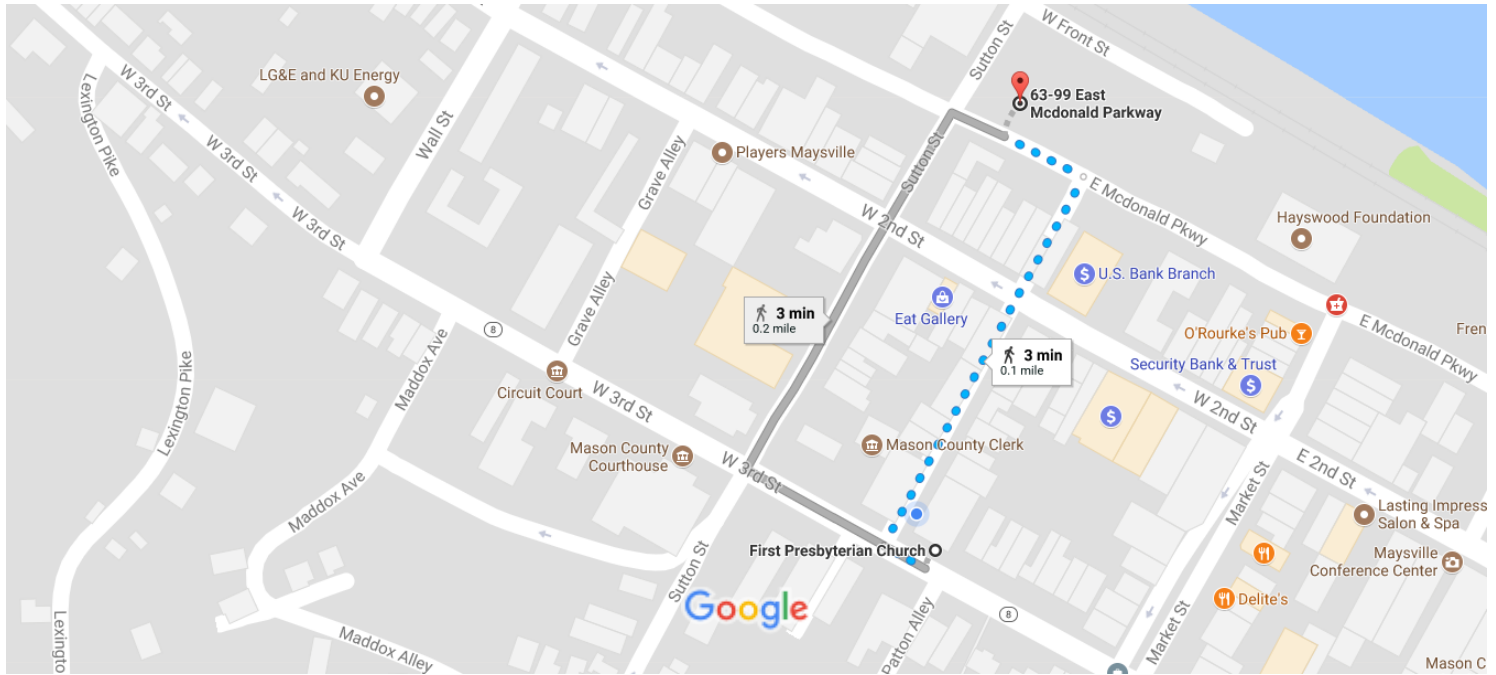 W Front St
Sutton St
63-99 East
Mcdonald Parkway
LG&E and KU Energy
W 3rd St
Lexington Pike
Wall St
W 3rd St
Players Maysville
Grave Alley
Sutton St
E Mcdonald Pkwy
W 3rd St
W 2nd St
Hayswood Foundation
U.S. Bank Branch
3 min
0.2 mile
Eat Gallery
Grave Alley
O'Rourke's Pub
E Mcdonald Pkwy
Fren
3 min
0.1 mile
Security Bank & Trust
Maddox Ave
8
Lexington Pike
Circuit Court
W 3rd St
W 2nd St
Mason County
Courthouse
Mason County Clerk
W 3rd St
E 2nd St
Market St
Maddox Ave
Lasting Impress
Salon & Spa
First Presbyterian Church
Maysville
Conference Center
Sutton St
Google
Delite's
8
Patton Alley
Market St
Lexingto
Maddox Alley
Mason C